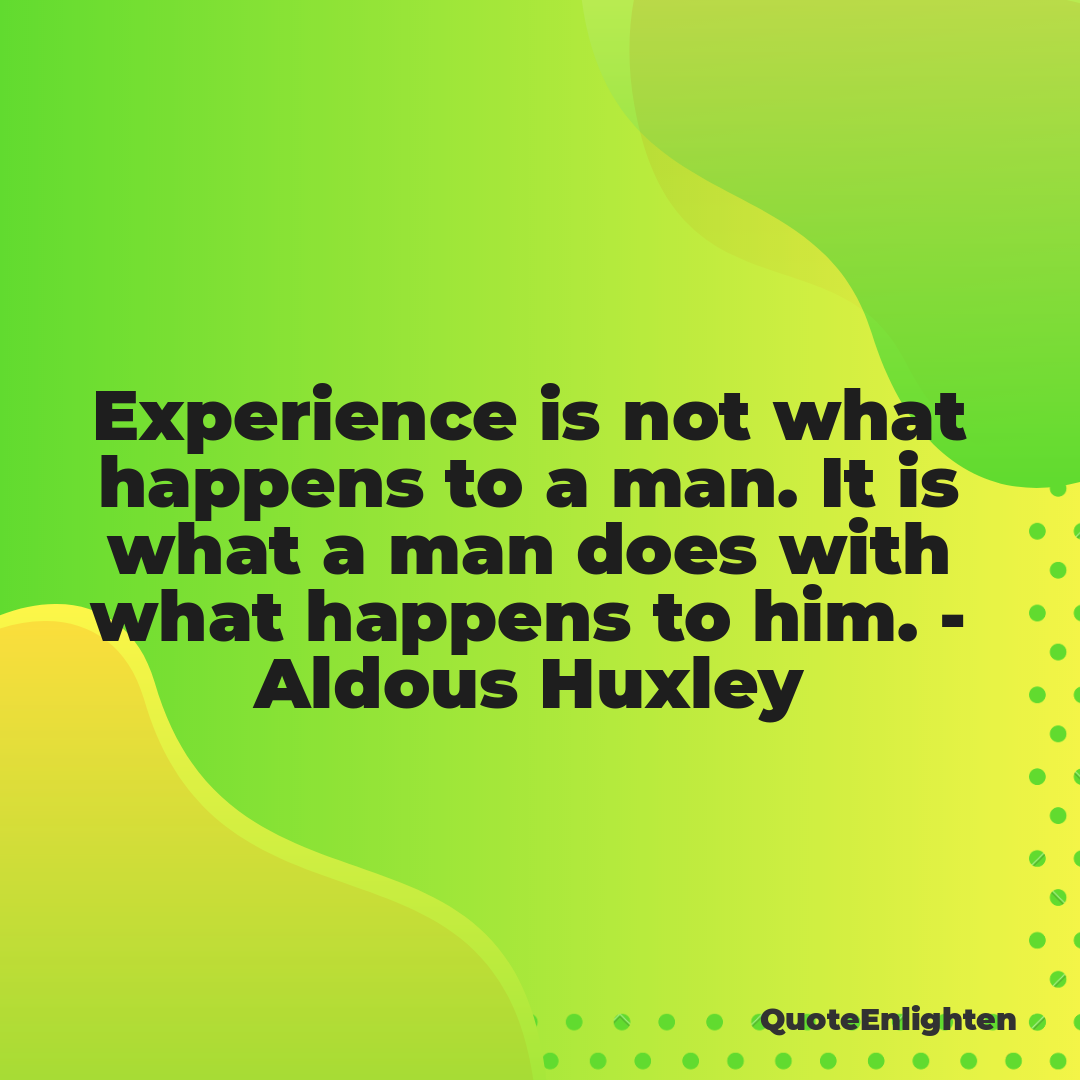 Experience is not what
happens to a man. It is
what a man does with
what happens to him. -
Aldous Huxley
QuoteEnlighten